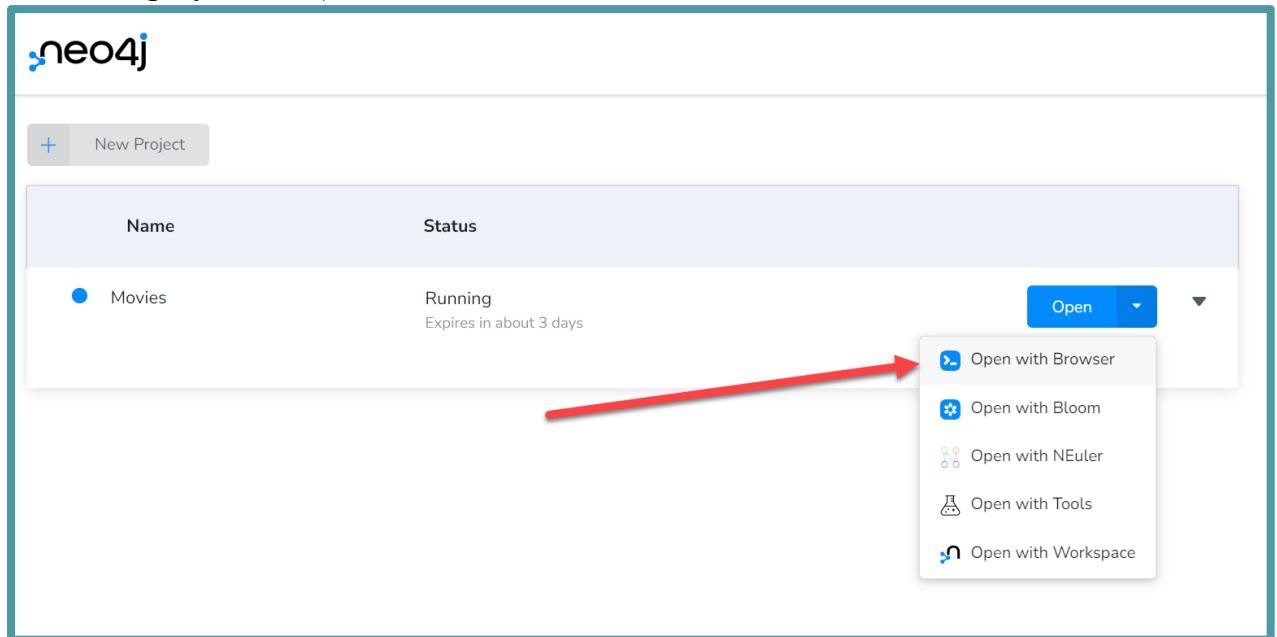 neo4j
+ New Project
Name Status
Movies Running Open
Expires in about 3 days
Open with Browser
Open with Bloom
Open with NEuler
Open with Tools
Open with Workspace